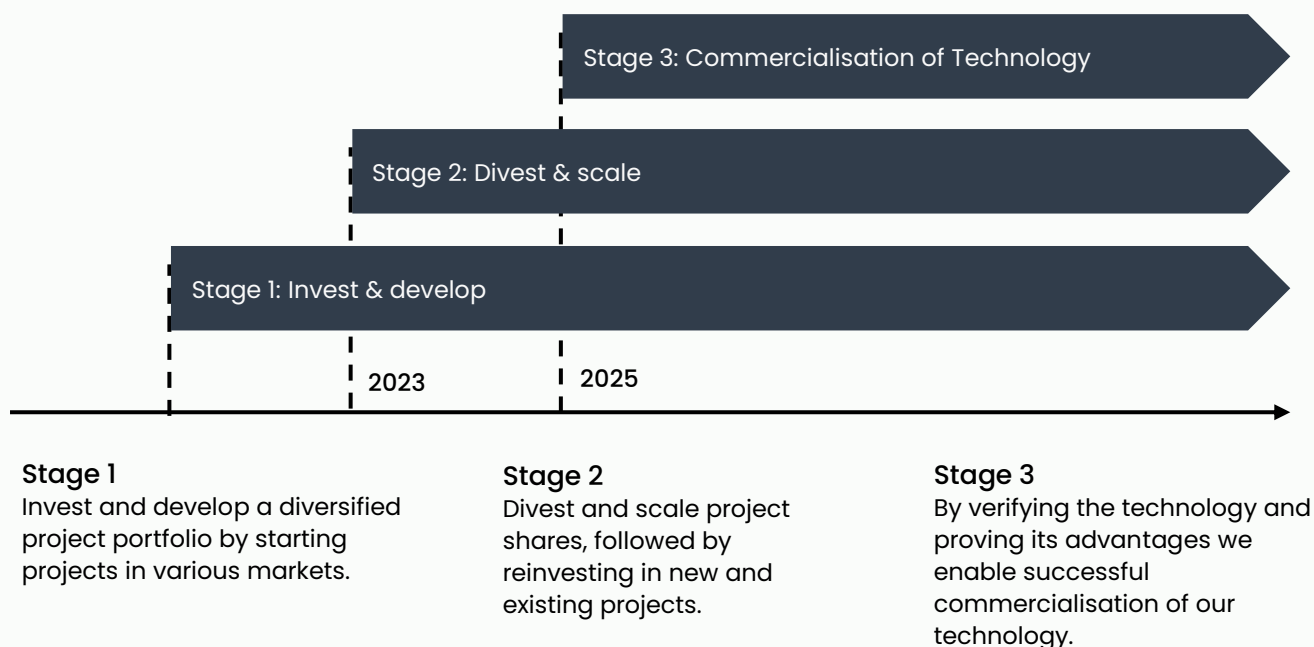 Stage 3: Commercialisation of Technology
Stage 2: Divest & scale
Stage 1: Invest & develop
2023
2025
Stage 1
Invest and develop a diversified
project portfolio by starting
projects in various markets.
Stage 2
Divest and scale project
shares, followed by
reinvesting in new and
existing projects.
Stage 3
By verifying the technology and
proving its advantages we
enable successful
commercialisation of our
technology.